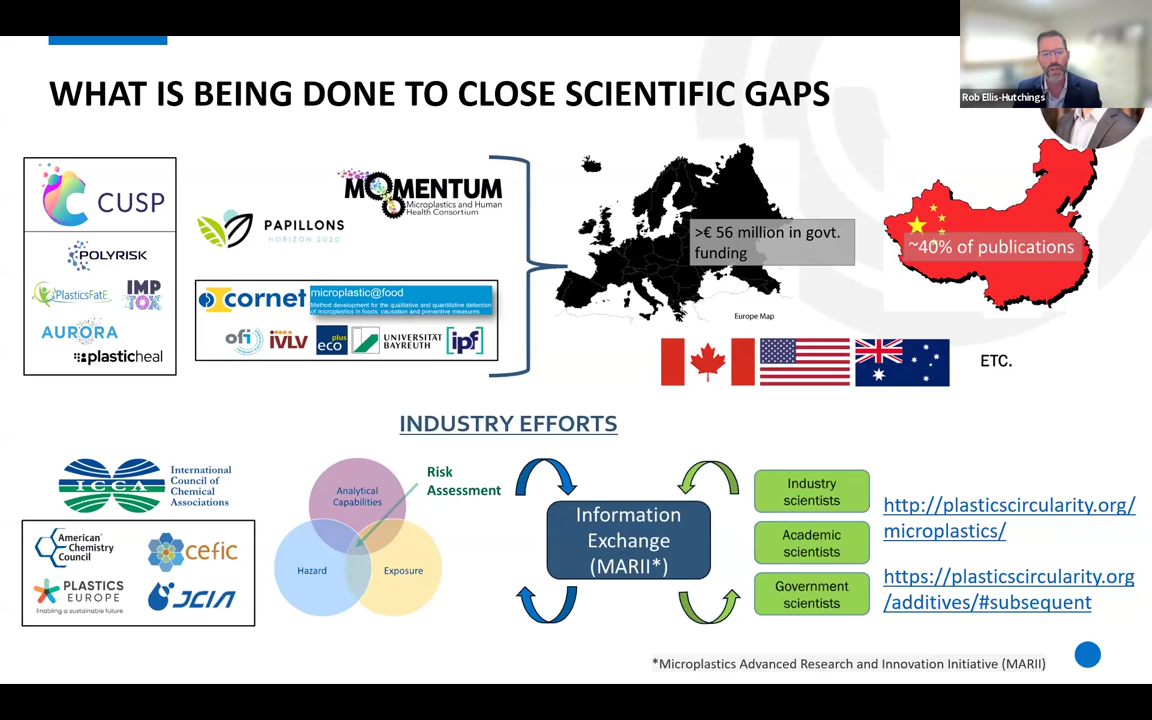 Rob Ellis-Hutchings
WHAT IS BEING DONE TO CLOSE SCIENTIFIC GAPS
CUSP
POLYRISK
PlasticsFatE
IMP
TOX
AURORA
plasticheal
MOMENTUM
Microplastics and Human
Health Consortium
PAPILLONS
HORIZON 2020
cornet
microplastic@food
Method development for the qualitative and quantitative detection
of microplastics in foods, causation and preventive measures
ofi
IVLV
eco
plus
UNIVERSITÄT
BAYREUTH
[ipf]
>€ 56 million in govt.
funding
Europe Map
~40% of publications
ETC.
INDUSTRY EFFORTS
ICCA
International
Council of
Chemical
Associations
American
Chemistry
Council
cefic
PLASTICS
EUROPE
Enabling a sustainable future
JCIA
Analytical
Capabilities
Hazard
Exposure
Risk
Assessment
Information
Exchange
(MARII*)
Industry
scientists
Academic
scientists
Government
scientists
http://plasticscircularity.org/
microplastics/
https://plasticscircularity.org
/additives/#subsequent
*Microplastics Advanced Research and Innovation Initiative (MARII)